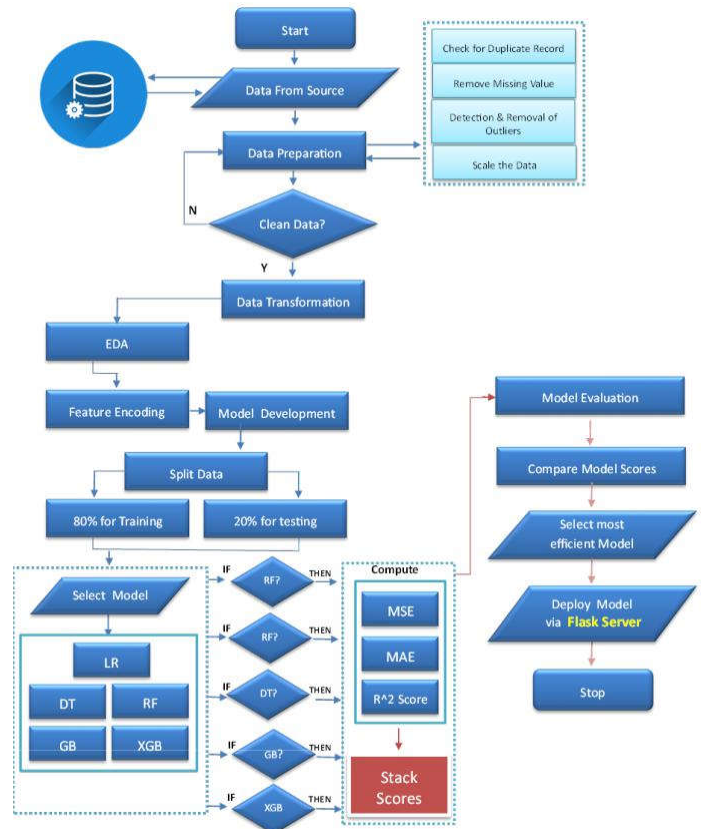 Start
Data From Source
Check for Duplicate Record
Remove Missing Value
Detection & Removal of
Outliers
Scale the Data
Data Preparation
N
Clean Data?
Y
Data Transformation
EDA
Feature Encoding
Model Development
Split Data
80% for Training
20% for testing
Select Model
LR
DT
RF
GB
XGB
IF
RF?
THEN
IF
RF?
THEN
IF
DT?
THEN
IF
GB?
THEN
IF
XGB
THEN
Compute
MSE
MAE
R^2 Score
Stack
Scores
Model Evaluation
Compare Model Scores
Select most
efficient Model
Deploy Model
via Flask Server
Stop